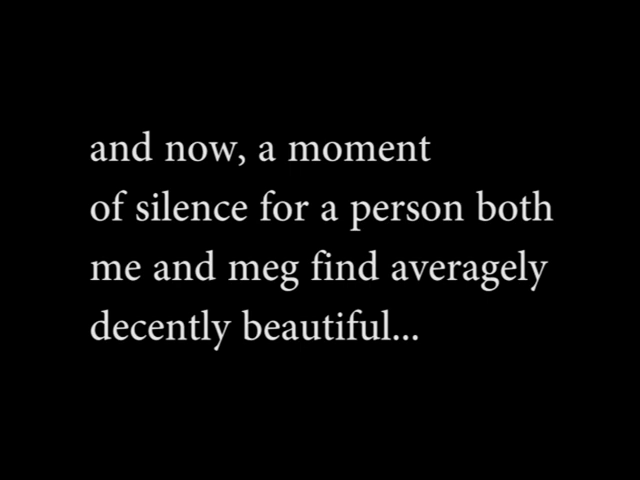 and now, a moment
of silence for a person both
me and meg find averagely
decently beautiful...